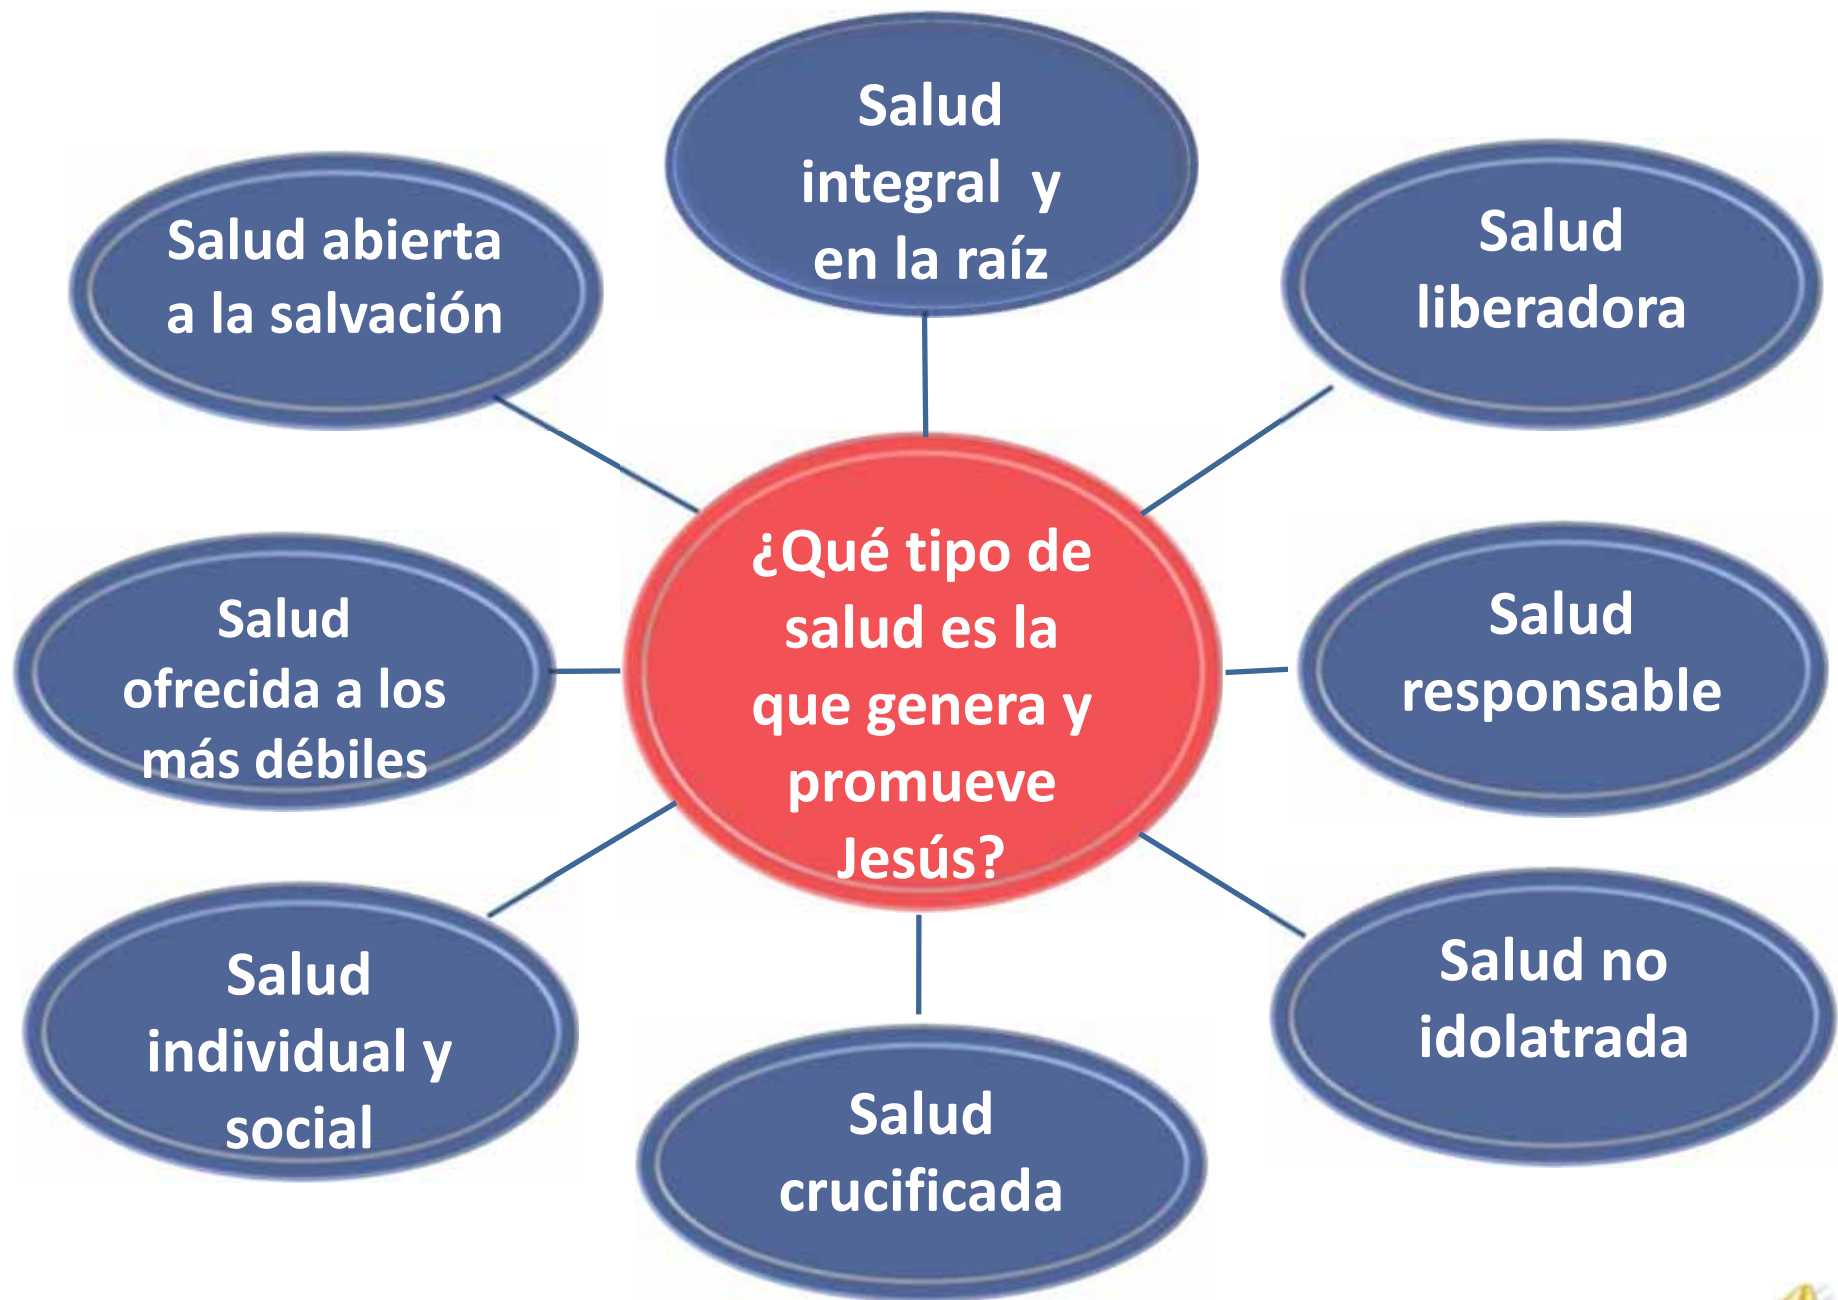 Salud
integral y
en la raíz
Salud abierta
a la salvación
Salud
liberadora
¿Qué tipo de
salud es la
que genera y
promueve
Jesús?
Salud
ofrecida a los
más débiles
Salud
responsable
Salud
individual y
social
Salud no
idolatrada
Salud
crucificada